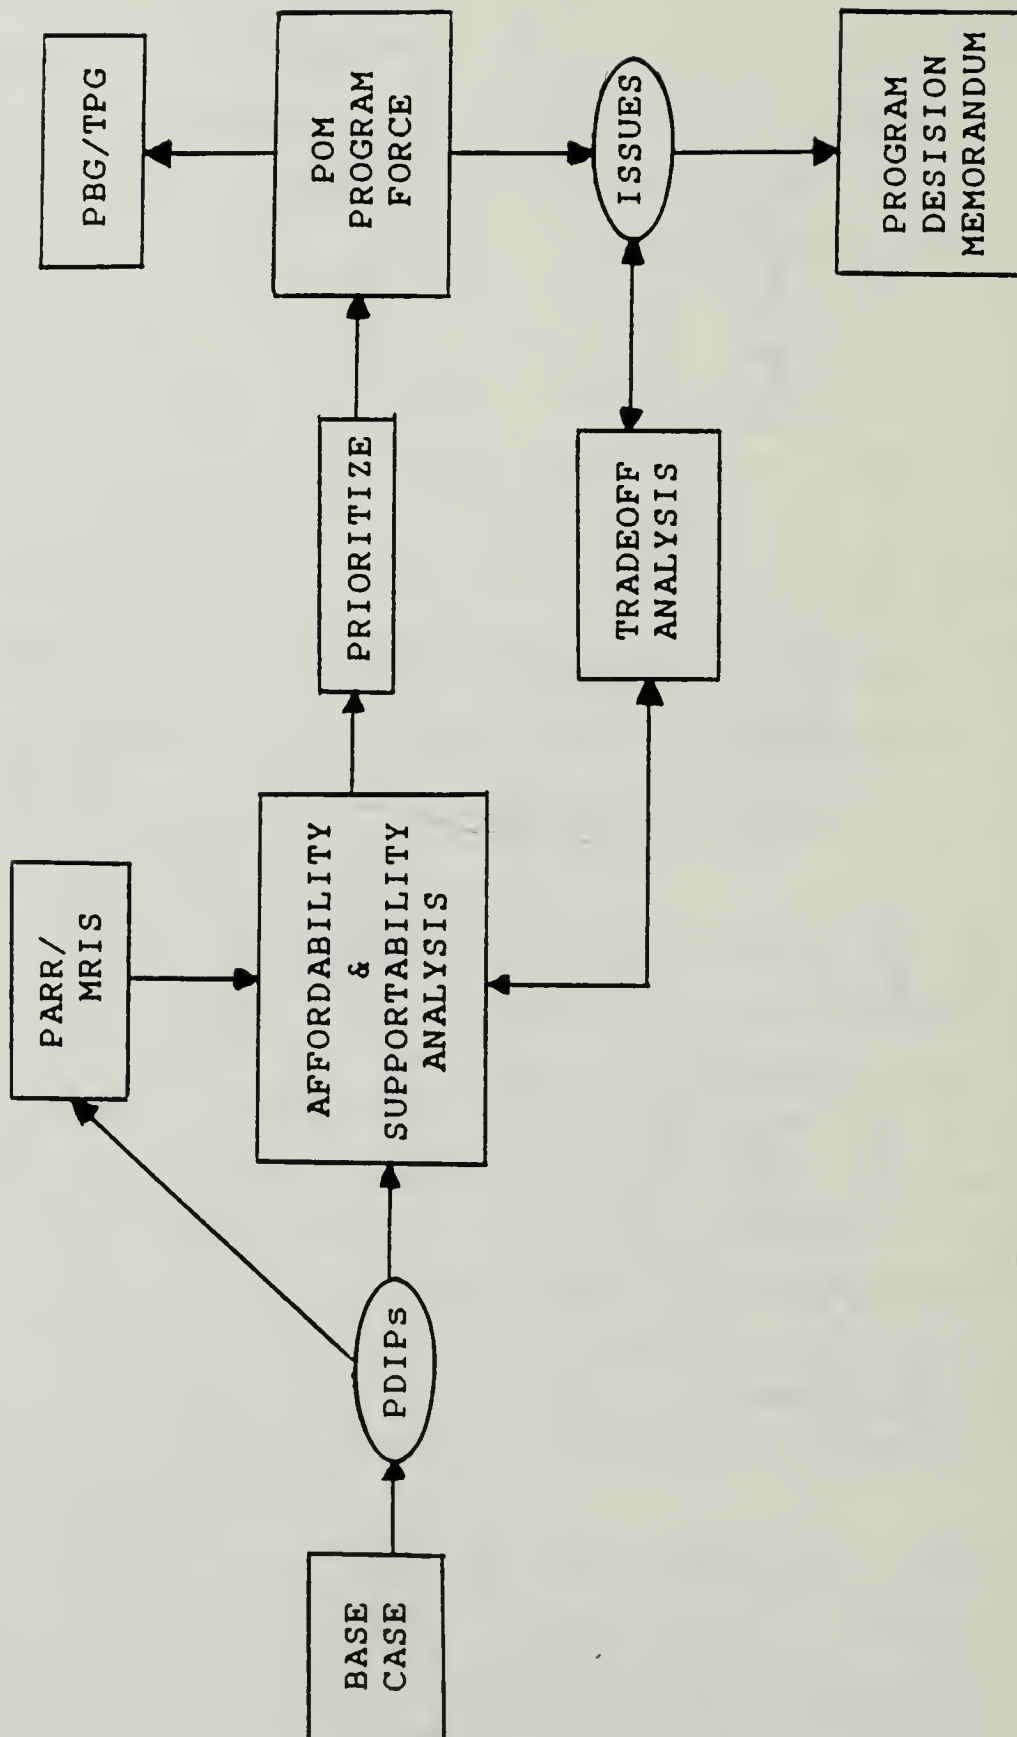 BASE
CASE
PDIPs
PARR/
MRIS
AFFORDABILITY
&
SUPPORTABILITY
ANALYSIS
PRIORITIZE
TRADEOFF
ANALYSIS
PBG/TPG
POM
PROGRAM
FORCE
ISSUES
PROGRAM
DESISION
MEMORANDUM